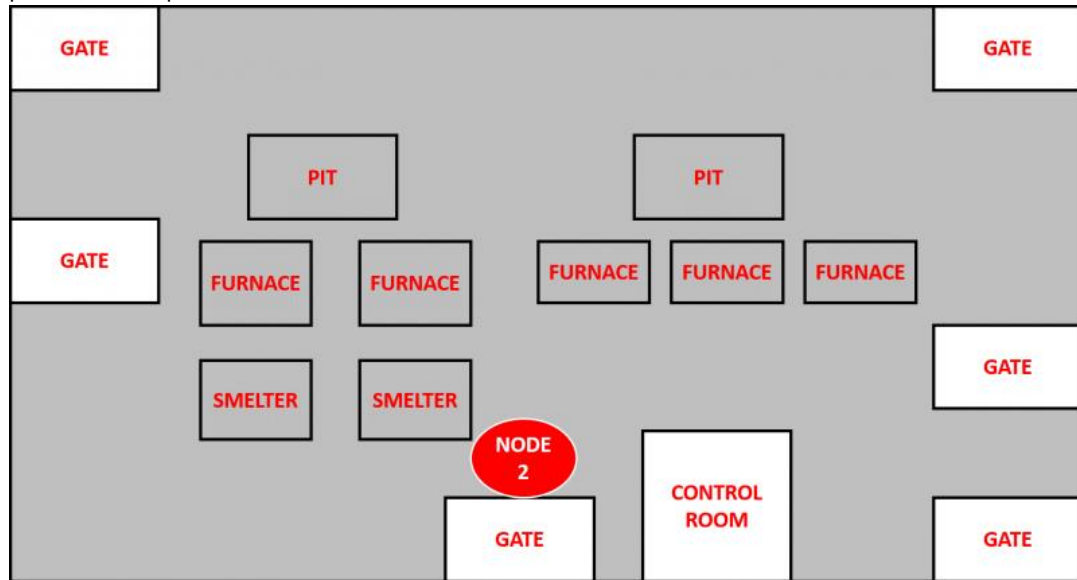 GATE
GATE
PIT
PIT
GATE
FURNACE
FURNACE
FURNACE
FURNACE
FURNACE
GATE
SMELTER
SMELTER
NODE
2
CONTROL
ROOM
GATE
GATE